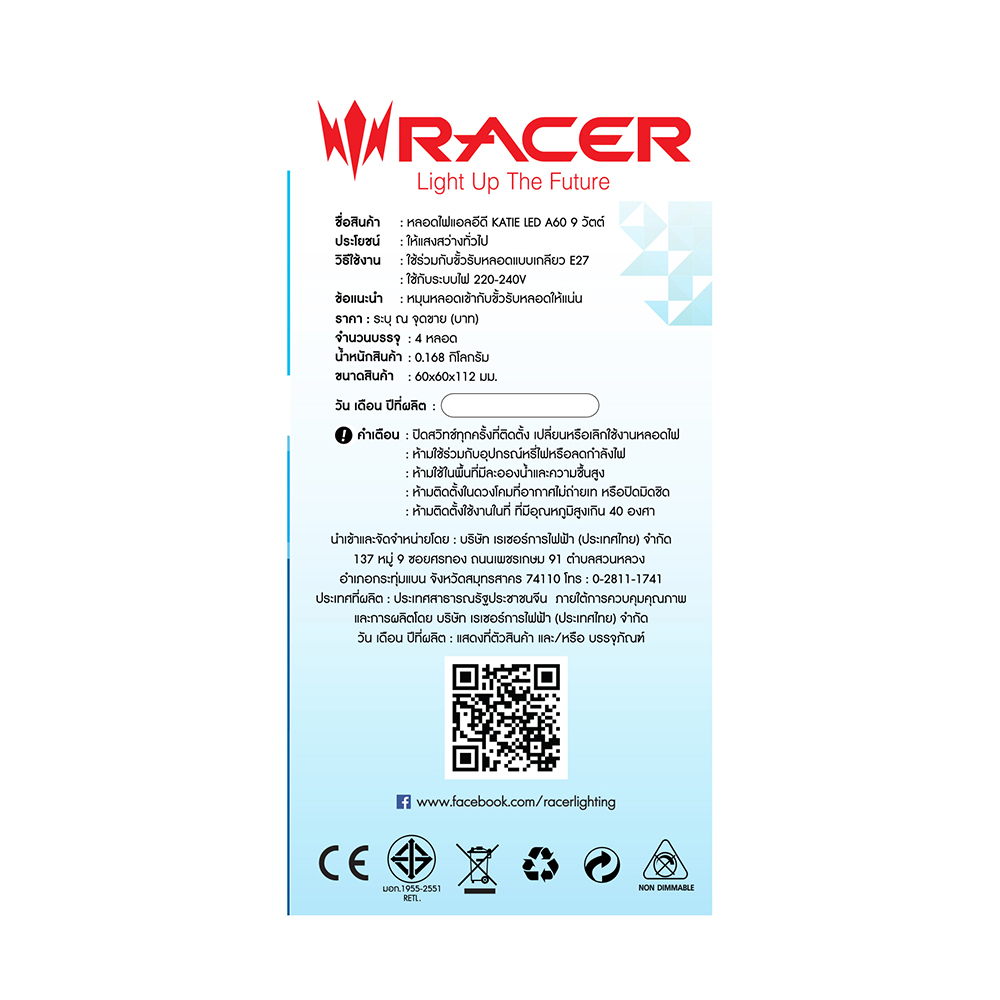 RACER
Light Up The Future
ชื่อสินค้า : หลอดไฟแอลอีดี KATIE LED A60 9 วัตต์
ประโยชน์ : ให้แสงสว่างทั่วไป
วิธีใช้งาน : ใช้ร่วมกับขั้วรับหลอดแบบเกลียว E27
: ใช้กับระบบไฟ 220-240V
ข้อแนะนำ : หมุนหลอดเข้ากับขั้วรับหลอดให้แน่น
ราคา : ระบุ ณ จุดขาย (บาท)
จำนวนบรรจุ : 4 หลอด
น้ำหนักสินค้า : 0.168 กิโลกรัม
ขนาดสินค้า : 60x60x112 มม.
วัน เดือน ปีที่ผลิต :
! คำเตือน : ปิดสวิทช์ทุกครั้งที่ติดตั้ง เปลี่ยนหรือเลิกใช้งานหลอดไฟ
: ห้ามใช้ร่วมกับอุปกรณ์หรี่ไฟหรือลดกำลังไฟ
: ห้ามใช้ในพื้นที่มีละอองน้ำและความชื้นสูง
: ห้ามติดตั้งในดวงโคมที่อากาศไม่ถ่ายเท หรือปิดมิดชิด
: ห้ามติดตั้งใช้งานในที่ ที่มีอุณหภูมิสูงเกิน 40 องศา
นำเข้าและจัดจำหน่ายโดย : บริษัท เรเซอร์การไฟฟ้า (ประเทศไทย) จำกัด
137 หมู่ 9 ซอยศรทอง ถนนเพชรเกษม 91 ตำบลสวนหลวง
อำเภอกระทุ่มแบน จังหวัดสมุทรสาคร 74110 โทร : 0-2811-1741
ประเทศที่ผลิต : ประเทศสาธารณรัฐประชาชนจีน ภายใต้การควบคุมคุณภาพ
และการผลิตโดย บริษัท เรเซอร์การไฟฟ้า (ประเทศไทย) จำกัด
วัน เดือน ปีที่ผลิต : แสดงที่ตัวสินค้า และ/หรือ บรรจุภัณฑ์
www.facebook.com/racerlighting
CE
มอก.1955-2551
RETL.
NON DIMMABLE